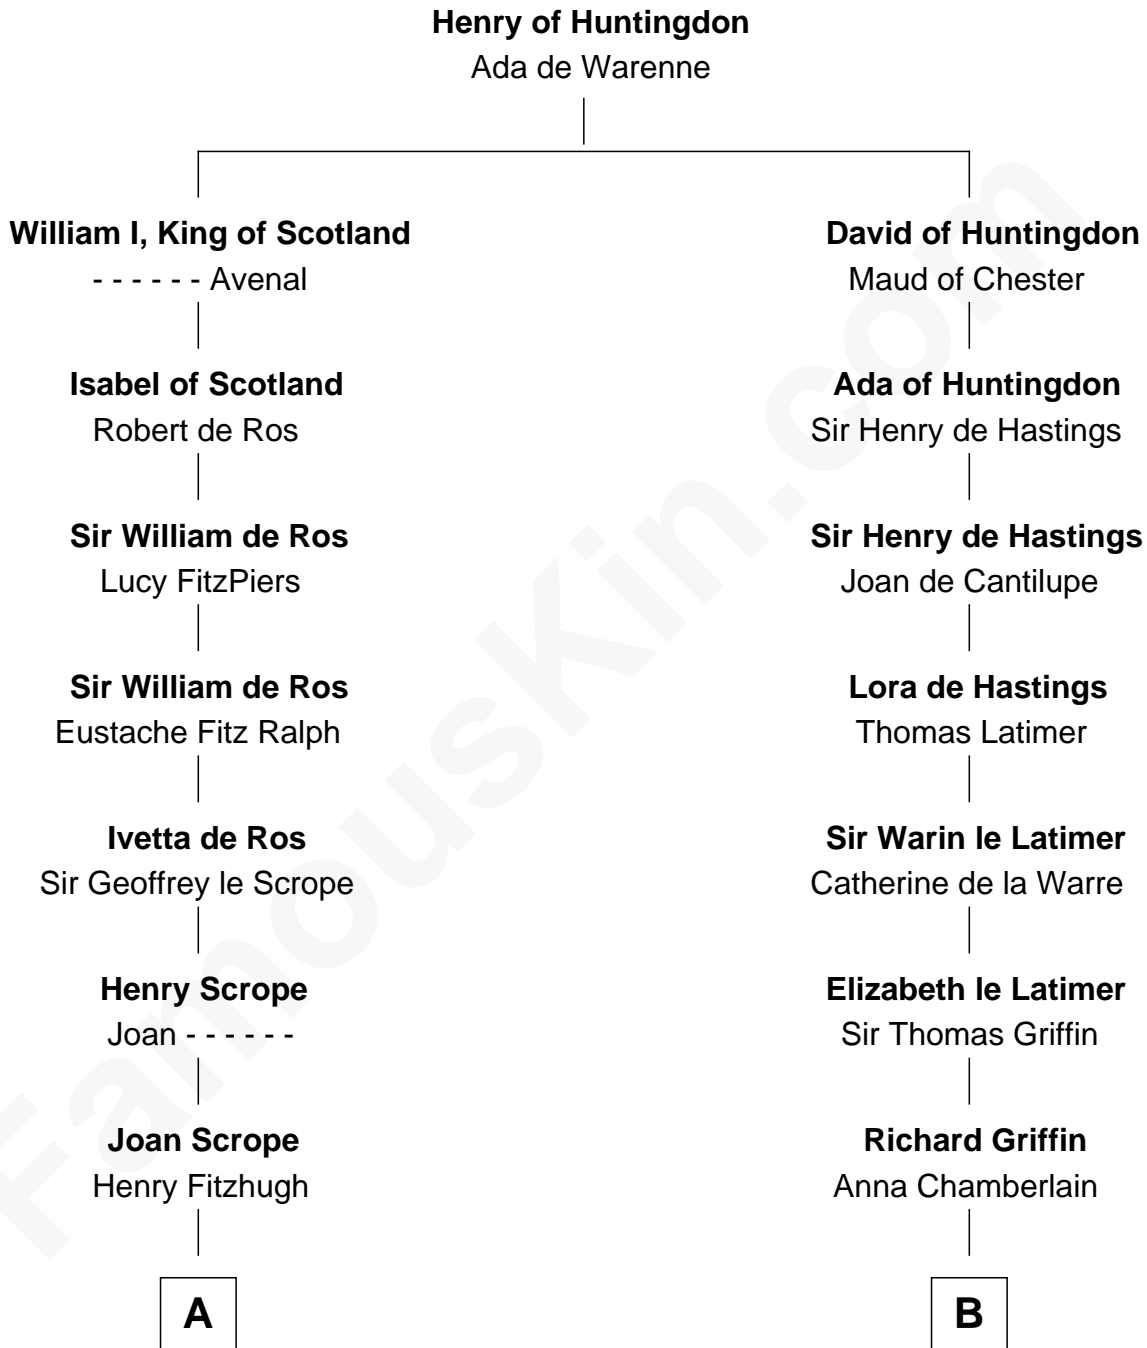 Henry of Huntingdon
Ada de Warenne
William I, King of Scotland
- - - - - - Avenal
David of Huntingdon
Maud of Chester
Isabel of Scotland
Robert de Ros
Ada of Huntingdon
Sir Henry de Hastings
Sir William de Ros
Lucy FitzPiers
Sir Henry de Hastings
Joan de Cantilupe
Sir William de Ros
Eustache Fitz Ralph
Lora de Hastings
Thomas Latimer
Ivetta de Ros
Sir Geoffrey le Scrope
Sir Warin le Latimer
Catherine de la Warre
Henry Scrope
Joan - - - - - -
Elizabeth le Latimer
Sir Thomas Griffin
Joan Scrope
Henry Fitzhugh
Richard Griffin
Anna Chamberlain
A
B
FamousKin.com